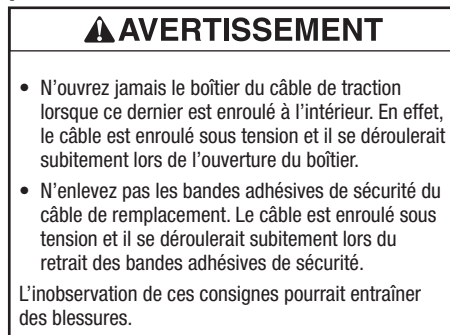 AVERTISSEMENT
• N'ouvrez jamais le boîtier du câble de traction
lorsque ce dernier est enroulé à l'intérieur. En effet,
le câble est enroulé sous tension et il se déroulerait
subitement lors de l'ouverture du boîtier.
• N'enlevez pas les bandes adhésives de sécurité du
câble de remplacement. Le câble est enroulé sous
tension et il se déroulerait subitement lors du
retrait des bandes adhésives de sécurité.
L'inobservation de ces consignes pourrait entraîner
des blessures.